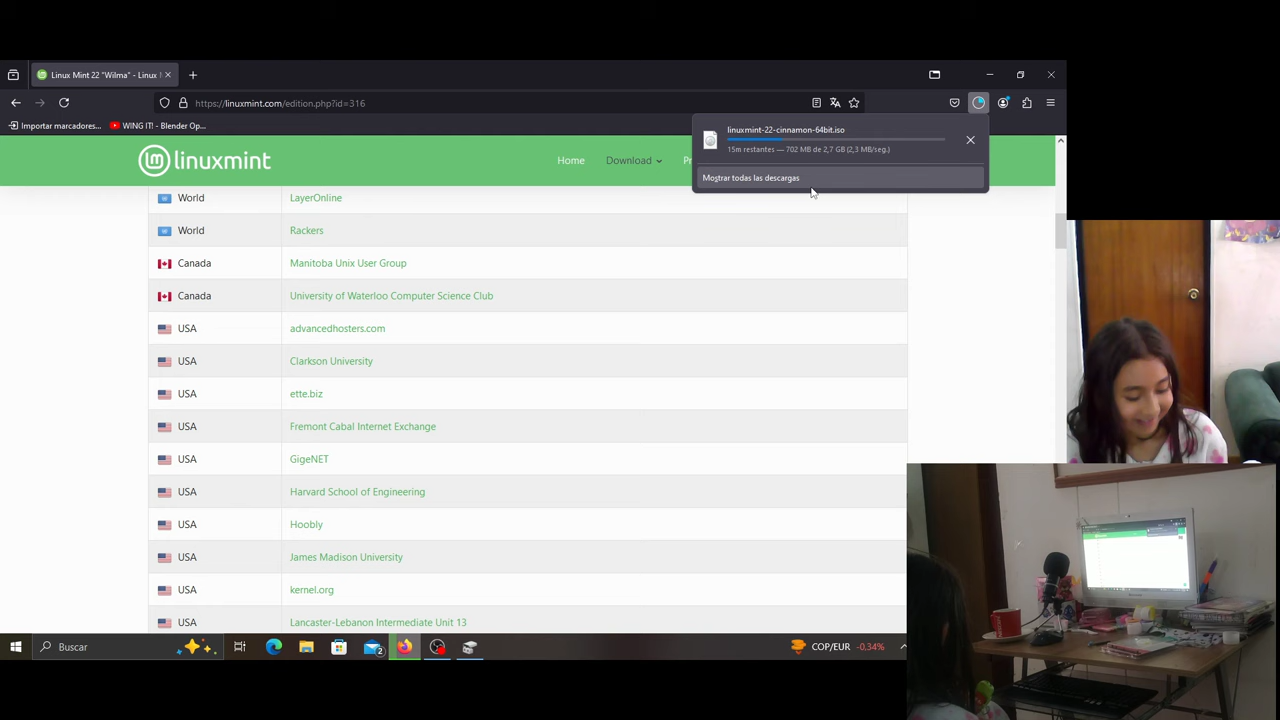 Linux Mint 22 "Wilma" - Linux
https://linuxmint.com/edition.php?id=316
Importar marcadores...
WING IT! - Blender Op...
linuxmint-22-cinnamon-64bit.iso
15m restantes — 702 MB de 2,7 GB (2,3 MB/seg.)
Mostrar todas las descargas
linuxmint
Home
Download
World
LayerOnline
World
Rackers
Canada
Manitoba Unix User Group
Canada
University of Waterloo Computer Science Club
USA
advancedhosters.com
USA
Clarkson University
USA
ette.biz
USA
Fremont Cabal Internet Exchange
USA
GigeNET
USA
Harvard School of Engineering
USA
Hoobly
USA
James Madison University
USA
kernel.org
USA
Lancaster-Lebanon Intermediate Unit 13
Buscar
2
COP/EUR
-0,34%